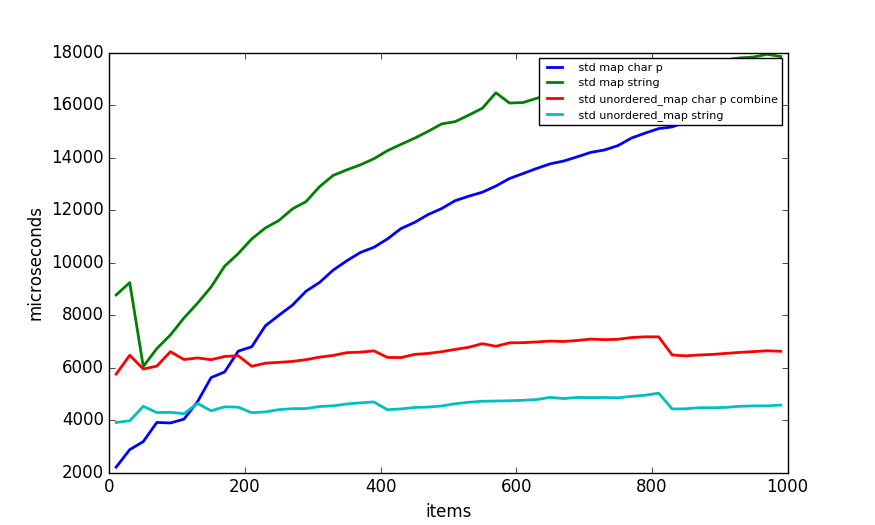 18000
16000
14000
12000
10000
8000
6000
4000
2000
microseconds
std map char p
std map string
std unordered_map char p combine
std unordered_map string
0 200 400 600 800 1000
items